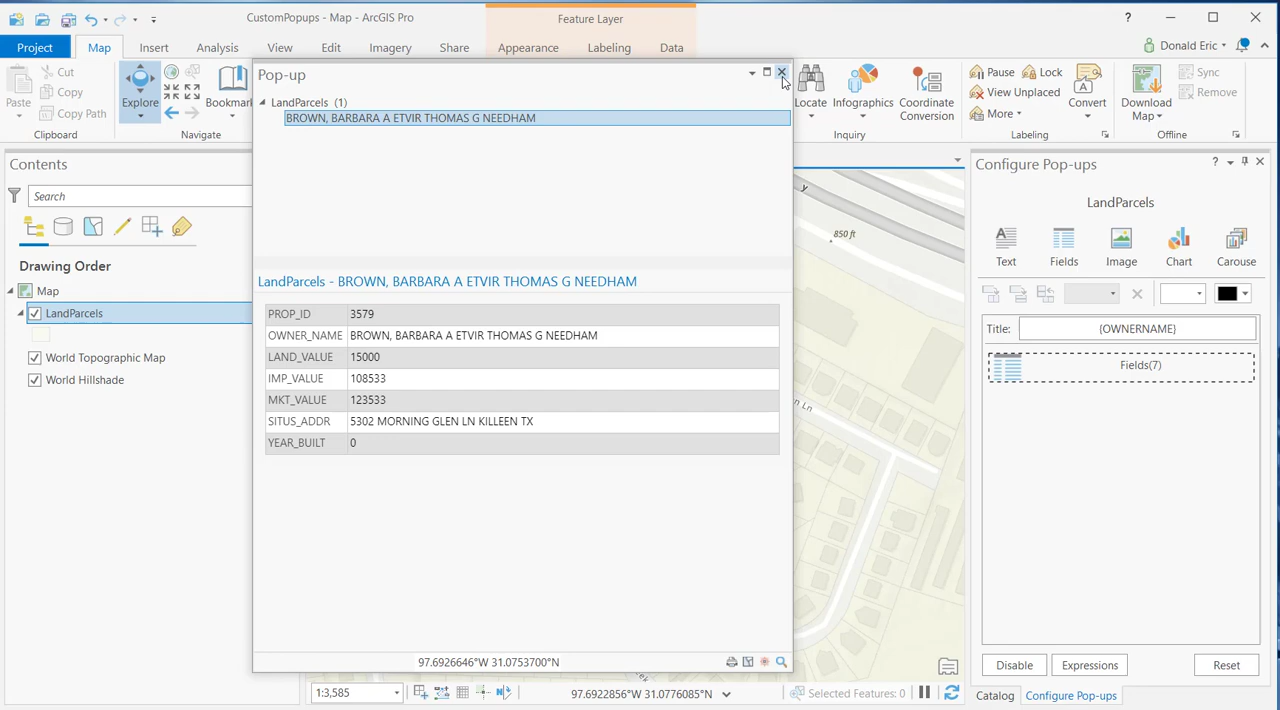 CustomPopups - Map - ArcGIS Pro
Feature Layer
?
Project Map Insert Analysis View Edit Imagery Share Appearance Labeling Data
Donald Eric
Paste
Cut
Copy
Copy Path
Clipboard
Explore
Bookmark
Navigate
Locate
Infographics
Coordinate
Conversion
Inquiry
Pause
Lock
View Unplaced
More
Convert
Labeling
Download
Map
Sync
Remove
Offline
Contents
Search
Drawing Order
Map
LandParcels
World Topographic Map
World Hillshade
Pop-up
LandParcels (1)
BROWN, BARBARA A ETVIR THOMAS G NEEDHAM
LandParcels - BROWN, BARBARA A ETVIR THOMAS G NEEDHAM
PROP_ID 3579
OWNER_NAME BROWN, BARBARA A ETVIR THOMAS G NEEDHAM
LAND_VALUE 15000
IMP_VALUE 108533
MKT_VALUE 123533
SITUS_ADDR 5302 MORNING GLEN LN KILLEEN TX
YEAR_BUILT 0
97.6926646°W 31.0753700°N
y
850 ft
n Ln
1:3,585
97.6922856°W 31.0776085°N
Selected Features: 0
Configure Pop-ups
?
LandParcels
Text
Fields
Image
Chart
Carouse
Title: {OWNERNAME}
Fields(7)
Disable
Expressions
Reset
Catalog
Configure Pop-ups